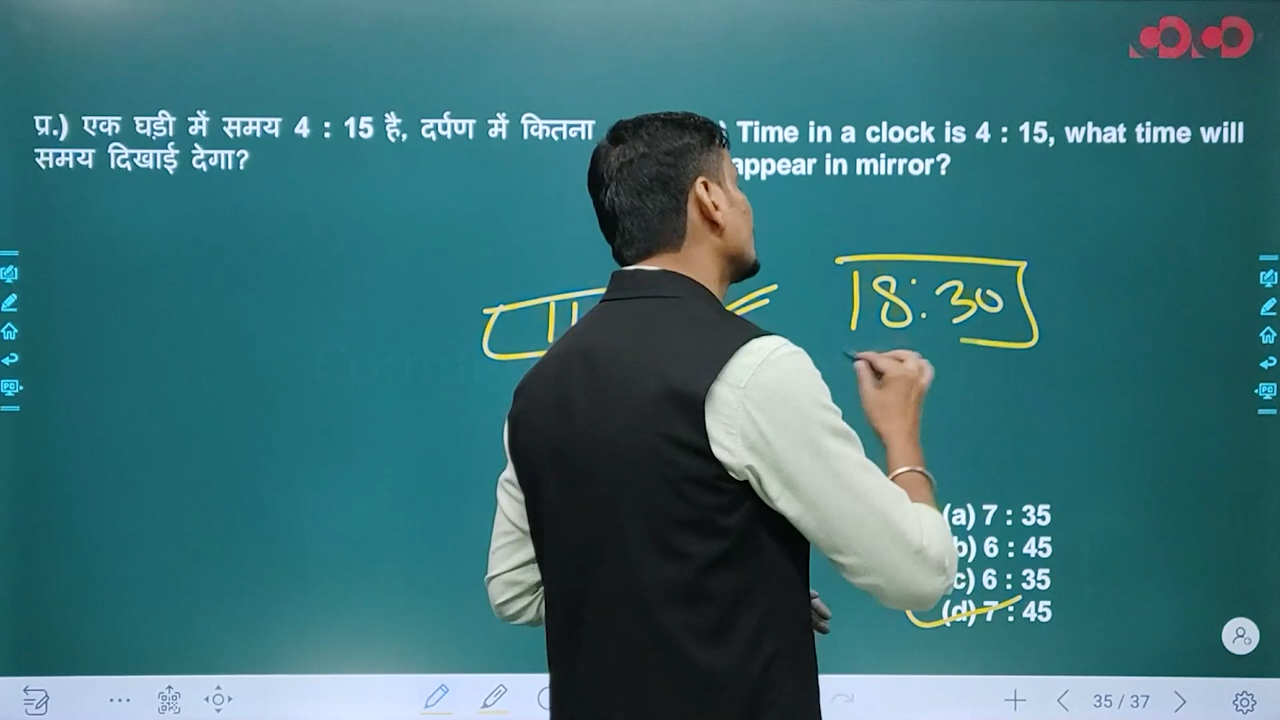 प्र.) एक घड़ी में समय 4 : 15 है, दर्पण में कितना
समय दिखाई देगा?
) Time in a clock is 4 : 15, what time will
appear in mirror?
11
18:30
(a) 7 : 35
b) 6 : 45
c) 6 : 35
(d) 7 : 45
35 / 37